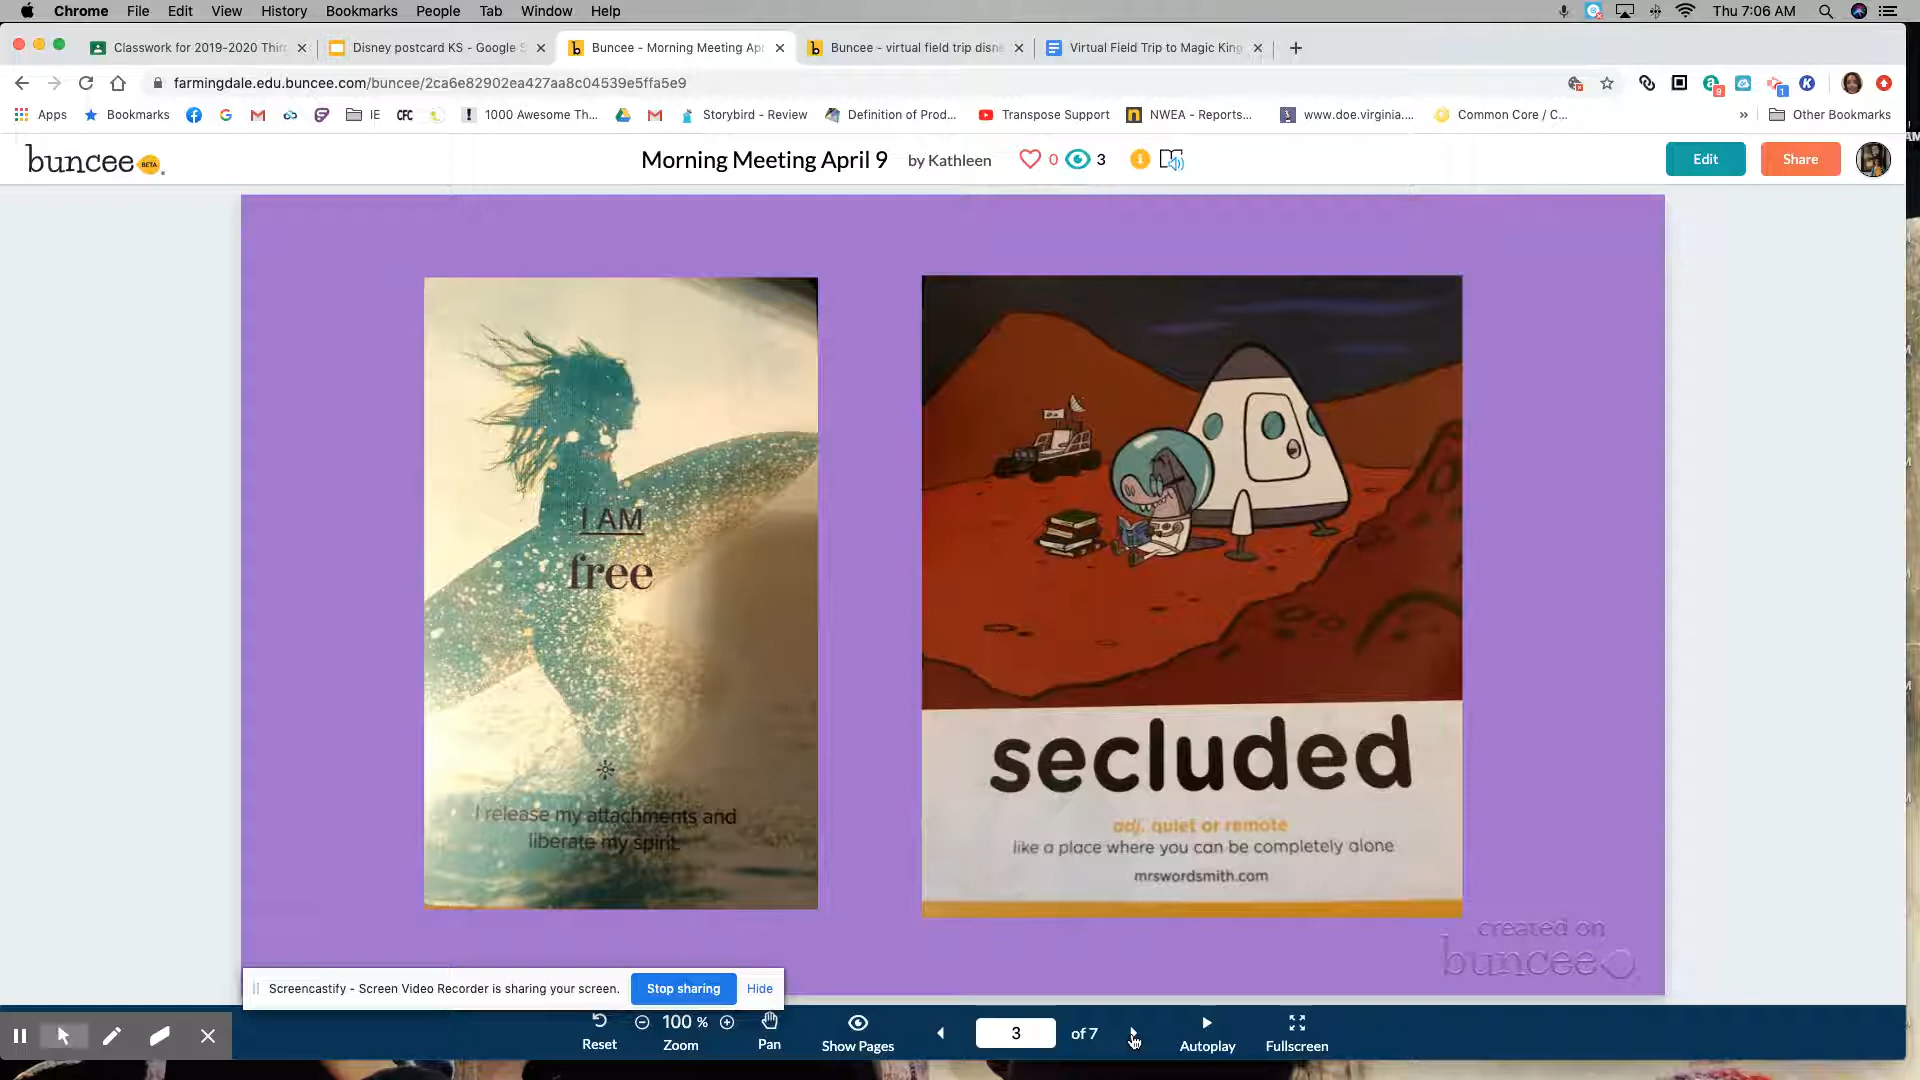 Chrome File Edit View History Bookmarks People Tab Window Help
Thu 7:06 AM
Classwork for 2019-2020 Thir
Disney postcard KS - Google S
Buncee - Morning Meeting Apr
Buncee - virtual field trip disne
Virtual Field Trip to Magic King
farmingdale.edu.buncee.com/buncee/2ca6e82902ea427aa8c04539e5ffa5e9
9
1
Apps
Bookmarks
IE
CFC
1000 Awesome Th...
Storybird - Review
Definition of Prod...
Transpose Support
NWEA - Reports...
www.doe.virginia....
Common Core / C...
Other Bookmarks
buncee BETA
Morning Meeting April 9 by Kathleen 0 3
Edit
Share
I AM
free
I release my attachments and
liberate my spirit.
secluded
adj. quiet or remote
like a place where you can be completely alone
mrswordsmith.com
created on
buncee
Screencastify - Screen Video Recorder is sharing your screen.
Stop sharing
Hide
Reset
100 %
Zoom
Pan
Show Pages
3 of 7
Autoplay
Fullscreen